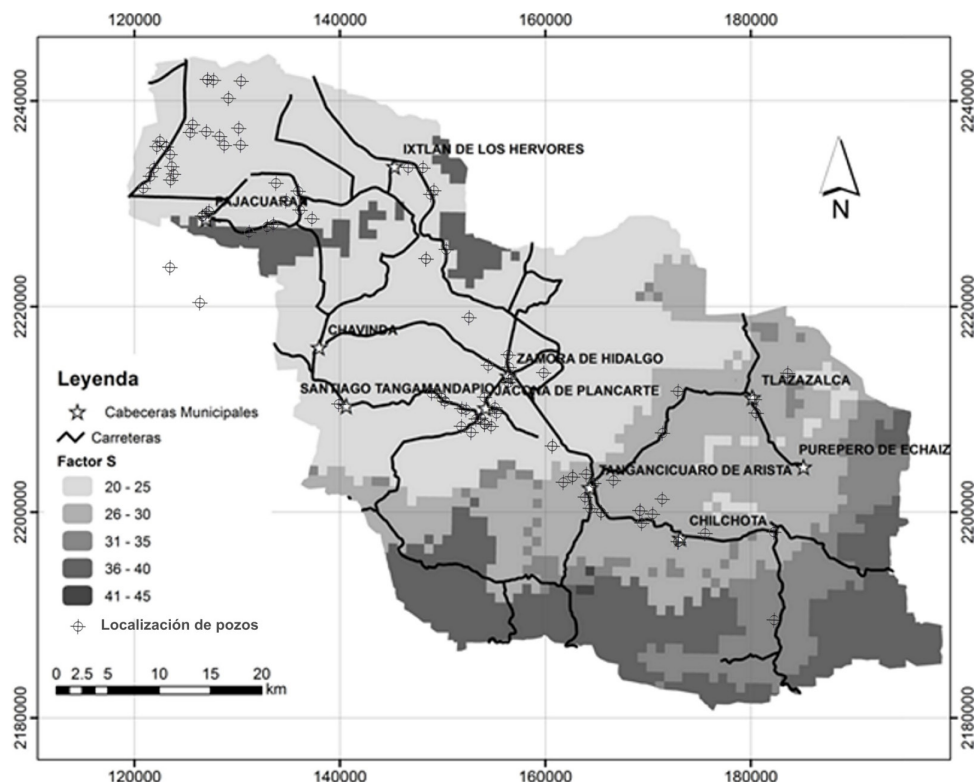 120000 140000 160000 180000
2240000 2240000
IXTLAN DE LOS HERVORES
PAJACUARAN
N
2220000 2220000
CHAVINDA
ZAMORA DE HIDALGO
Leyenda
TLAZAZALCA
SANTIAGO TANGAMANDAPIO JACONA DE PLANCARTE
Cabeceras Municipales
Carreteras
PUREPERO DE ECHAIZ
Factor S
TANGANCICUARO DE ARISTA
20 - 25
2200000 2200000
26 - 30
CHILCHOTA
31 - 35
36 - 40
41 - 45
Localización de pozos
0 2.5 5 10 15 20
km
2180000 2180000
120000 140000 160000 180000